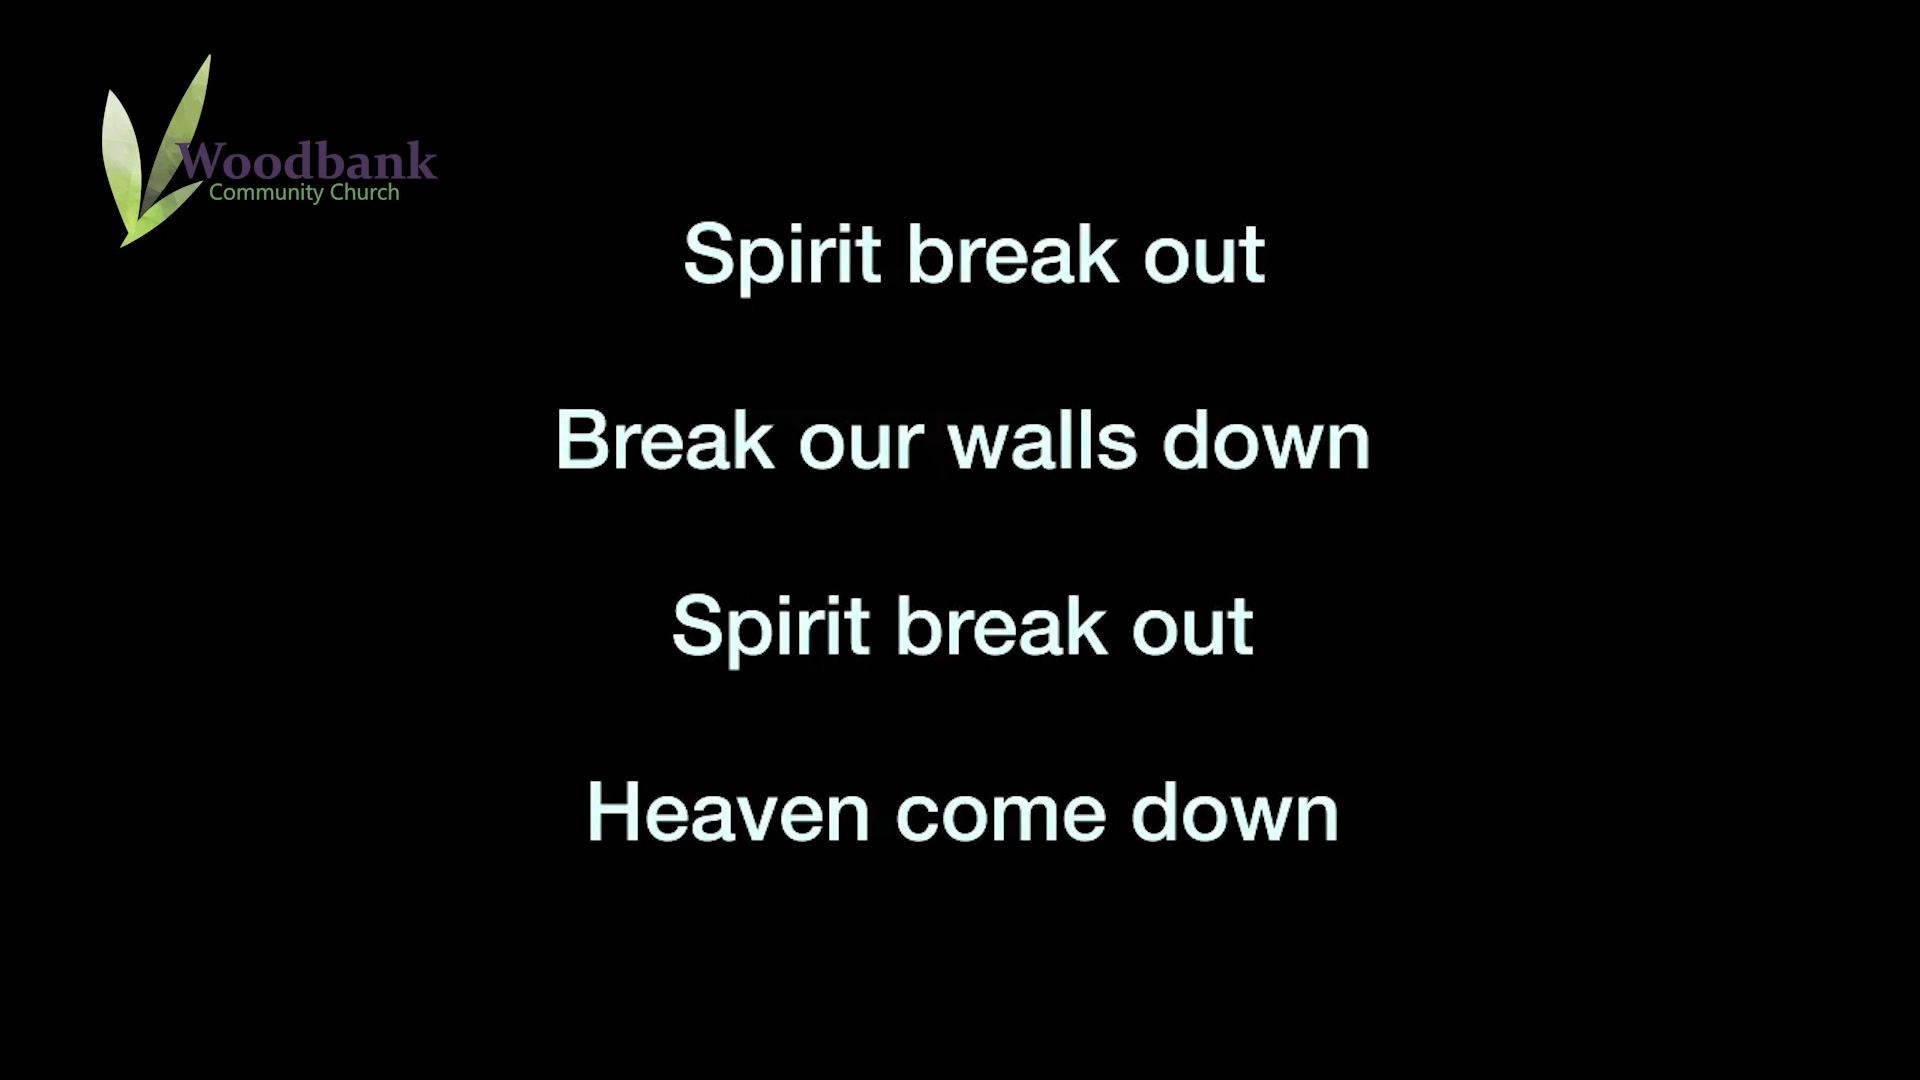 Woodbank
Community Church
Spirit break out
Break our walls down
Spirit break out
Heaven come down